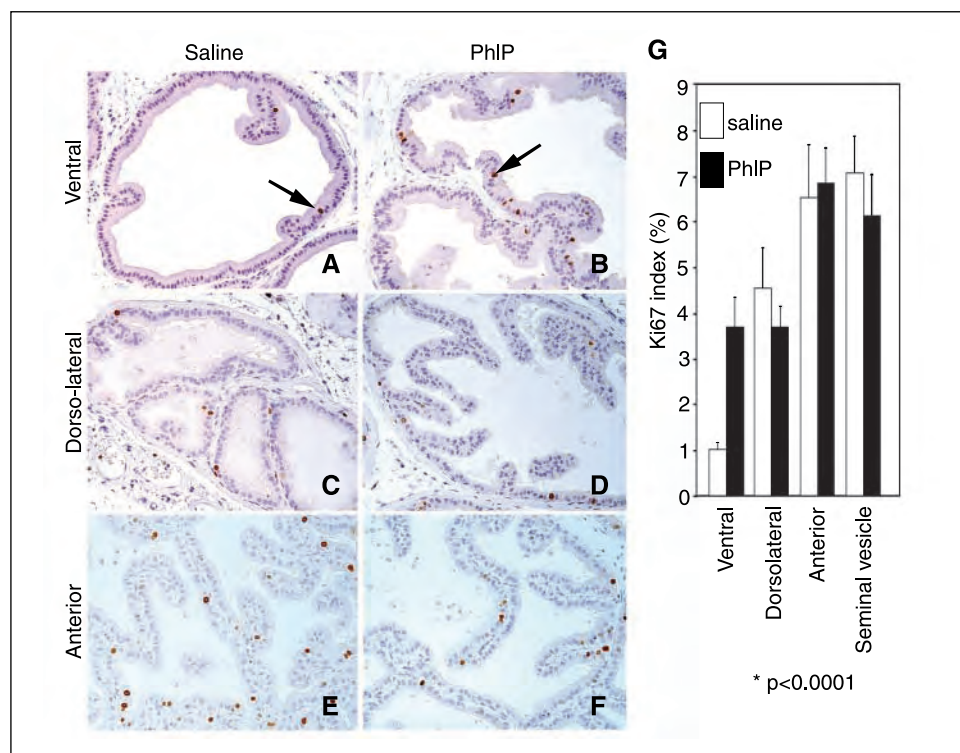 Saline
PhIP
G
Ventral
A
B
Dorso-lateral
C
D
Anterior
E
F
9
8
7
6
5
4
3
2
1
0
Ki67 index (%)
saline
PhIP
Ventral
Dorsolateral
Anterior
Seminal vesicle
* p<0.0001